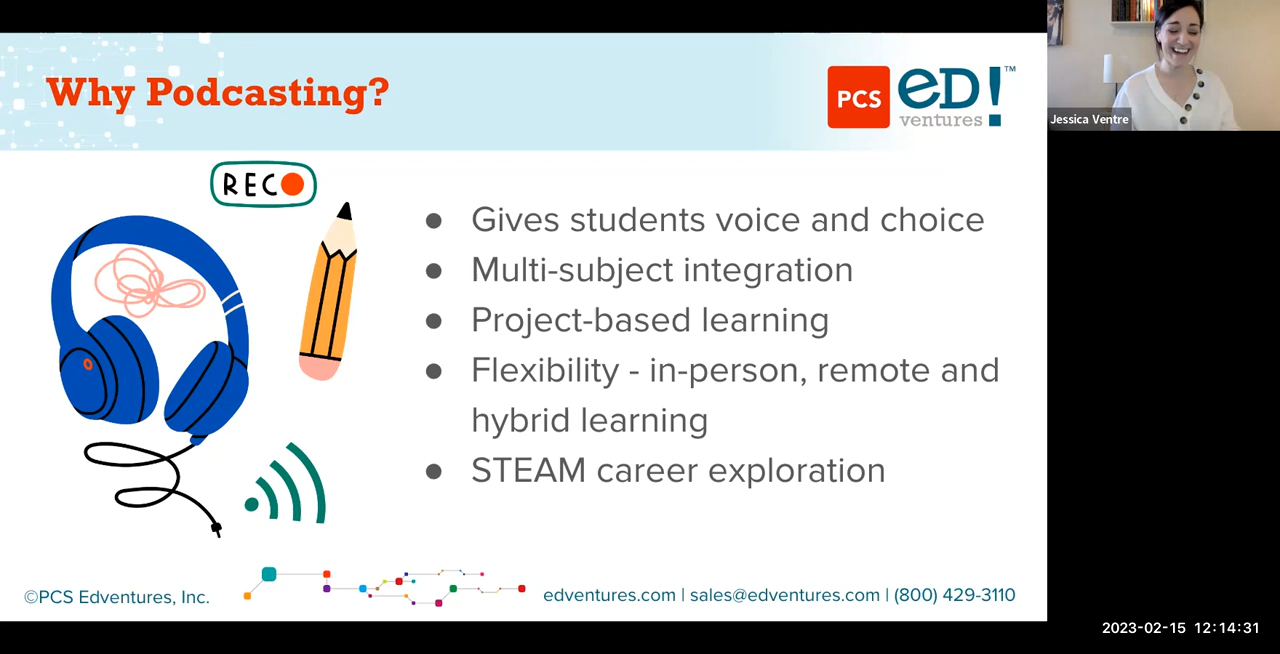 Why Podcasting?
PCS
eD!™
ventures
Jessica Ventre
REC
● Gives students voice and choice
● Multi-subject integration
● Project-based learning
● Flexibility - in-person, remote and
hybrid learning
● STEAM career exploration
©PCS Edventures, Inc.
edventures.com | sales@edventures.com | (800) 429-3110
2023-02-15 12:14:31